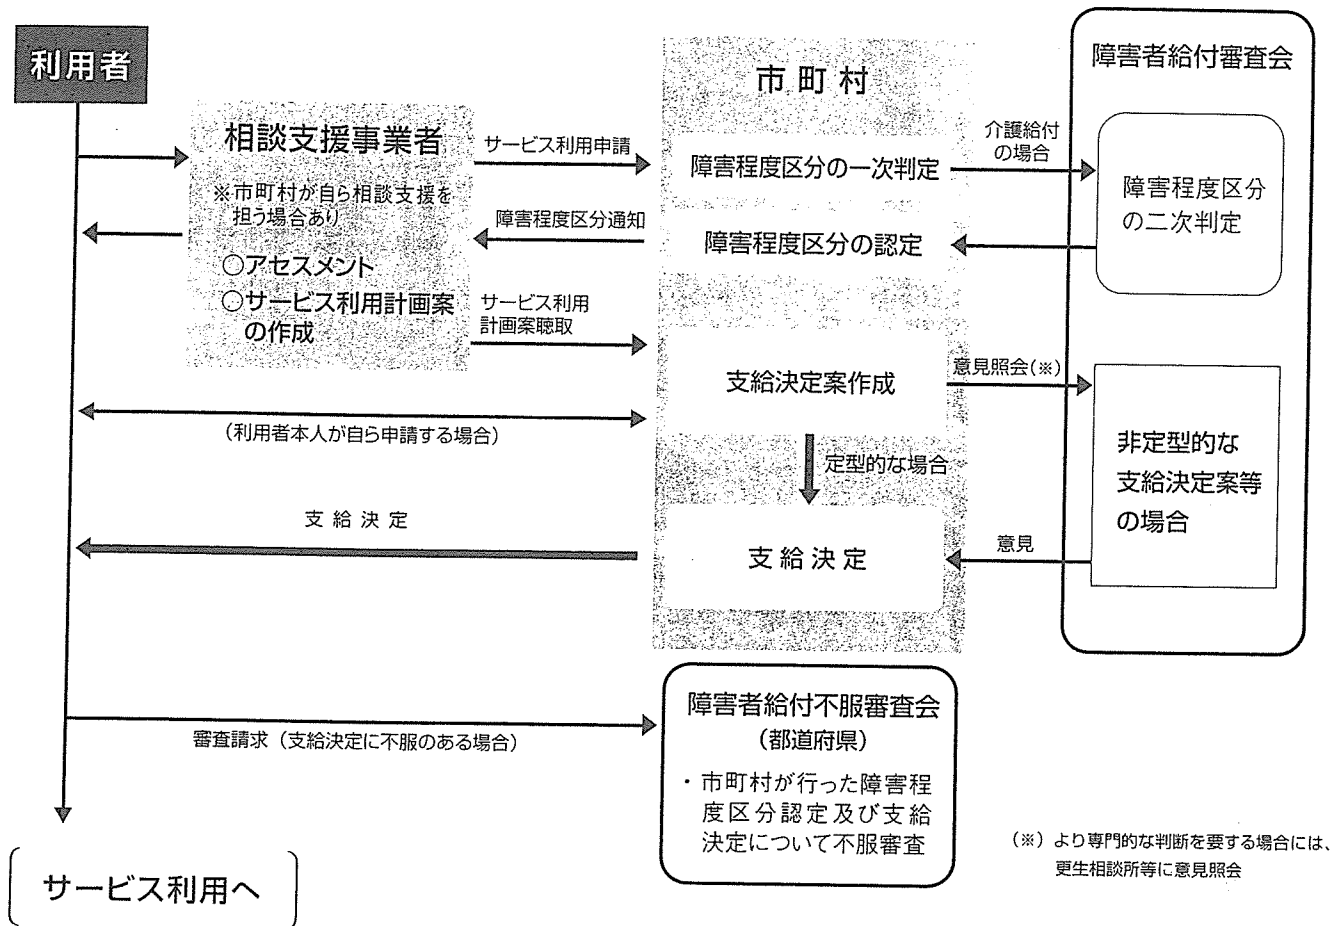 利用者
相談支援事業者
※市町村が自ら相談支援を
担う場合あり
○アセスメント
○サービス利用計画案
の作成
サービス利用申請
障害程度区分通知
サービス利用
計画案聴取
(利用者本人が自ら申請する場合)
支給決定
市町村
障害程度区分の一次判定
障害程度区分の認定
支給決定案作成
定型的な場合
支給決定
介護給付
の場合
意見照会(※)
意見
障害者給付審査会
障害程度区分
の二次判定
非定型的な
支給決定案等
の場合
審査請求(支給決定に不服のある場合)
障害者給付不服審査会
(都道府県)
・市町村が行った障害程
度区分認定及び支給
決定について不服審査
(※)より専門的な判断を要する場合には、
更生相談所等に意見照会
サービス利用へ